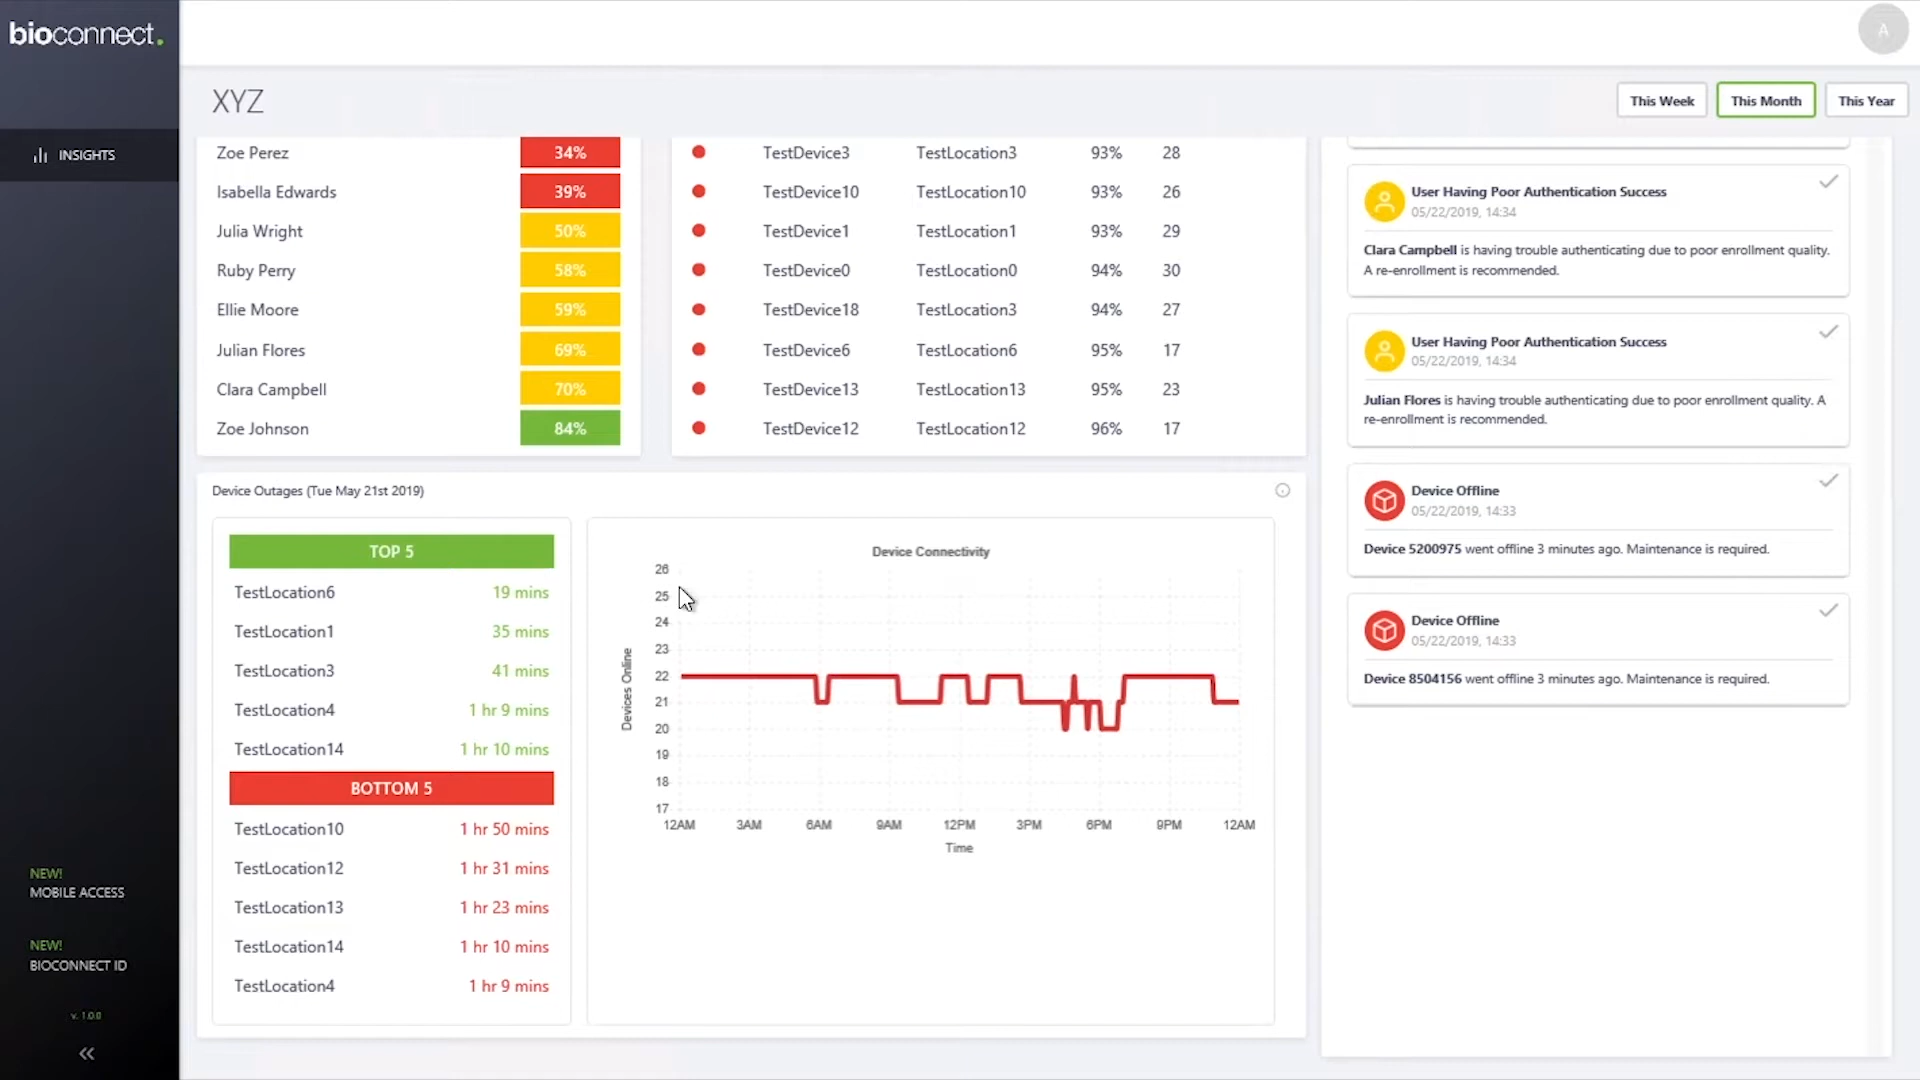 bioconnect.
A
XYZ
This Week
This Month
This Year
INSIGHTS
Zoe Perez 34%
Isabella Edwards 39%
Julia Wright 50%
Ruby Perry 58%
Ellie Moore 59%
Julian Flores 69%
Clara Campbell 70%
Zoe Johnson 84%
TestDevice3 TestLocation3 93% 28
TestDevice10 TestLocation10 93% 26
TestDevice1 TestLocation1 93% 29
TestDevice0 TestLocation0 94% 30
TestDevice18 TestLocation3 94% 27
TestDevice6 TestLocation6 95% 17
TestDevice13 TestLocation13 95% 23
TestDevice12 TestLocation12 96% 17
User Having Poor Authentication Success
05/22/2019, 14:34
Clara Campbell is having trouble authenticating due to poor enrollment quality.
A re-enrollment is recommended.
User Having Poor Authentication Success
05/22/2019, 14:34
Julian Flores is having trouble authenticating due to poor enrollment quality. A
re-enrollment is recommended.
Device Offline
05/22/2019, 14:33
Device 5200975 went offline 3 minutes ago. Maintenance is required.
Device Offline
05/22/2019, 14:33
Device 8504156 went offline 3 minutes ago. Maintenance is required.
Device Outages (Tue May 21st 2019)
TOP 5
TestLocation6 19 mins
TestLocation1 35 mins
TestLocation3 41 mins
TestLocation4 1 hr 9 mins
TestLocation14 1 hr 10 mins
BOTTOM 5
TestLocation10 1 hr 50 mins
TestLocation12 1 hr 31 mins
TestLocation13 1 hr 23 mins
TestLocation14 1 hr 10 mins
TestLocation4 1 hr 9 mins
Device Connectivity
Devices Online
26
25
24
23
22
21
20
19
18
17
12AM 3AM 6AM 9AM 12PM 3PM 6PM 9PM 12AM
Time
NEW!
MOBILE ACCESS
NEW!
BIOCONNECT ID
v. 1.0.0